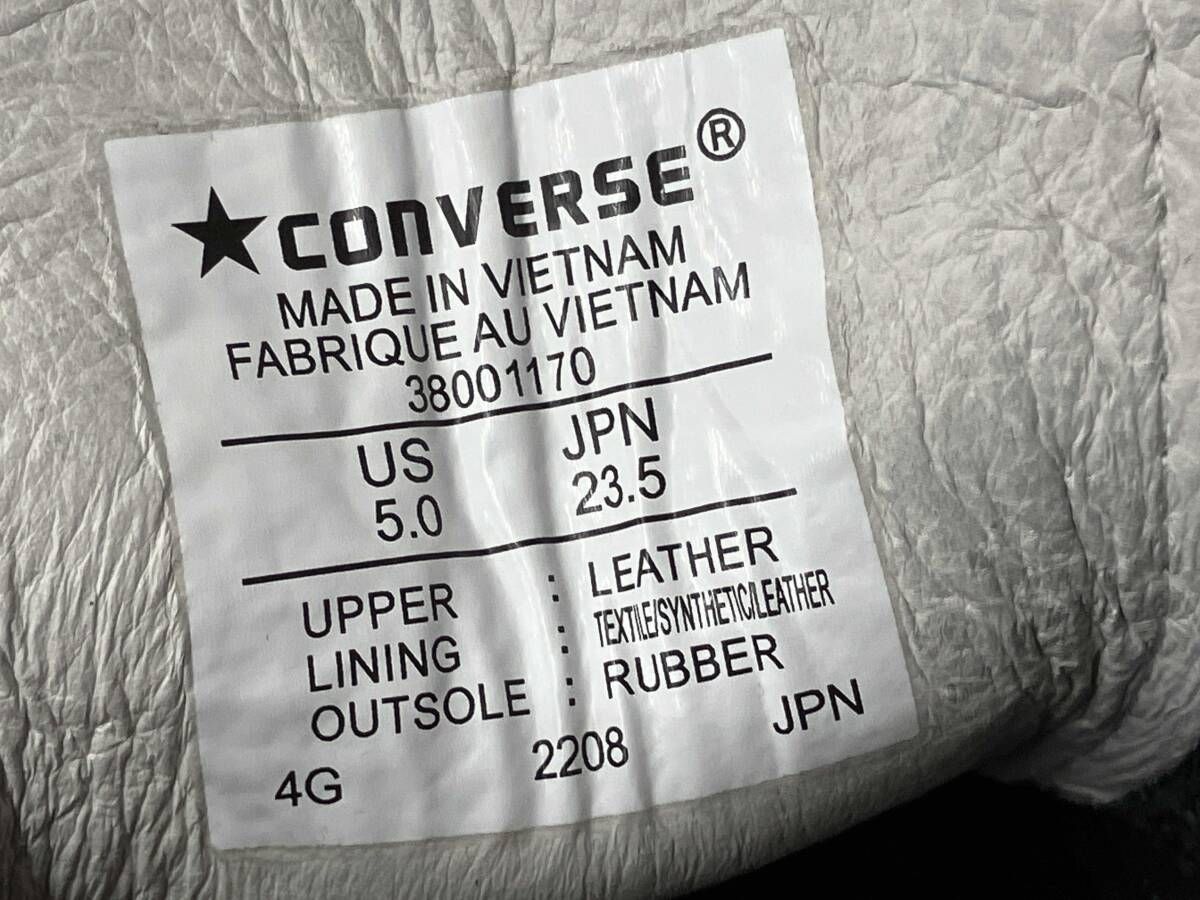 ★CONVERSE®
MADE IN VIETNAM
FABRIQUE AU VIETNAM
38001170
US JPN
5.0 23.5
UPPER : LEATHER
LINING : TEXTILE/SYNTHETIC/LEATHER
OUTSOLE : RUBBER
4G 2208 JPN